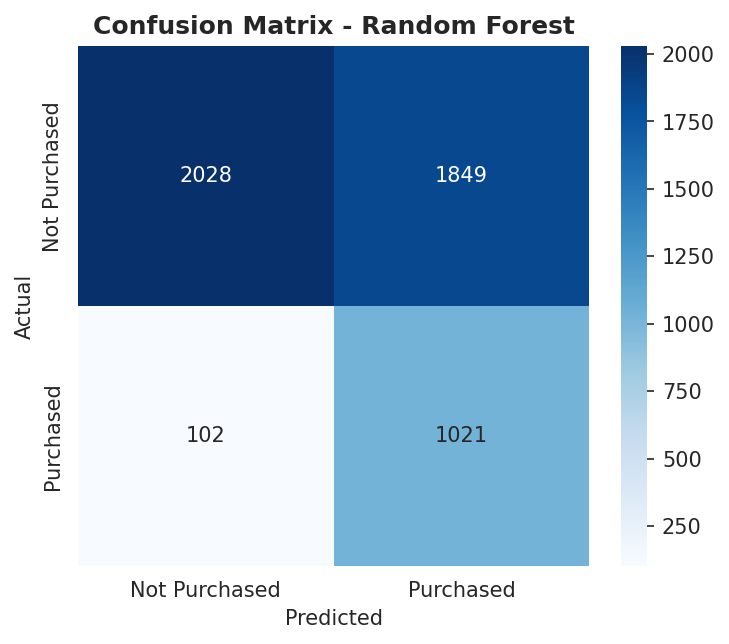 Confusion Matrix - Random Forest
Actual
Not Purchased
Purchased
2028
1849
102
1021
Not Purchased
Purchased
Predicted
2000
1750
1500
1250
1000
750
500
250